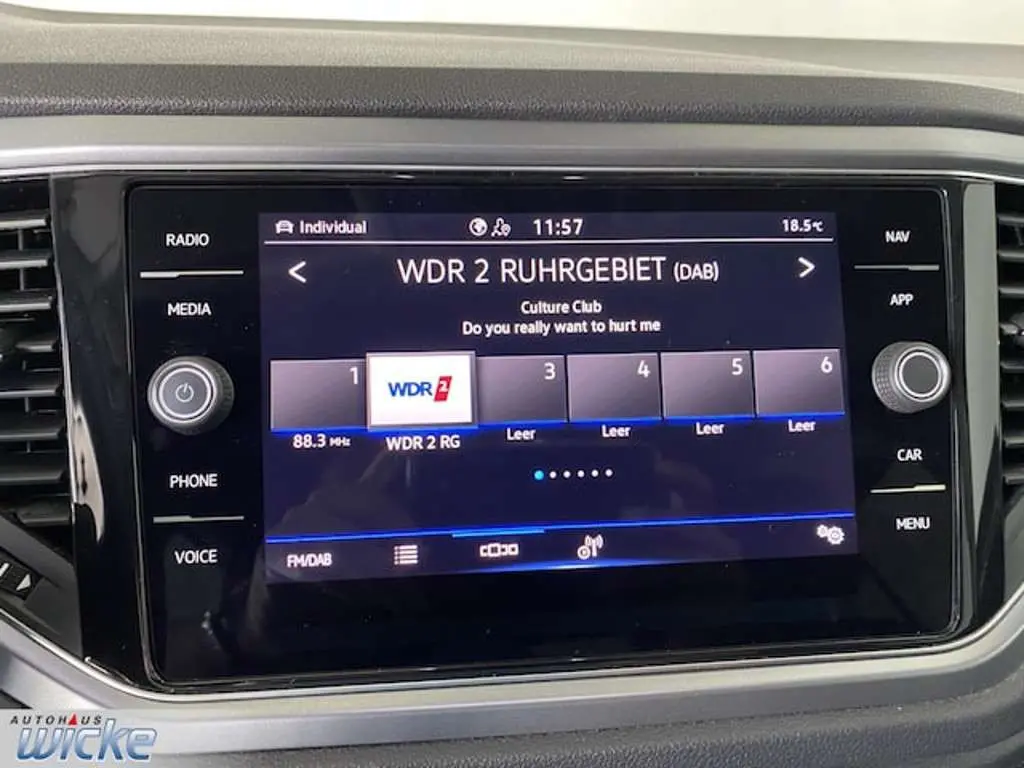 RADIO
MEDIA
PHONE
VOICE
Individual
11:57
18.5°C
< WDR 2 RUHRGEBIET (DAB) >
Culture Club
Do you really want to hurt me
1
WDR 2
3
4
5
6
88.3 MHz
WDR 2 RG
Leer
Leer
Leer
Leer
FM/DAB
NAV
APP
CAR
MENU
AUTOHAUS
wicke